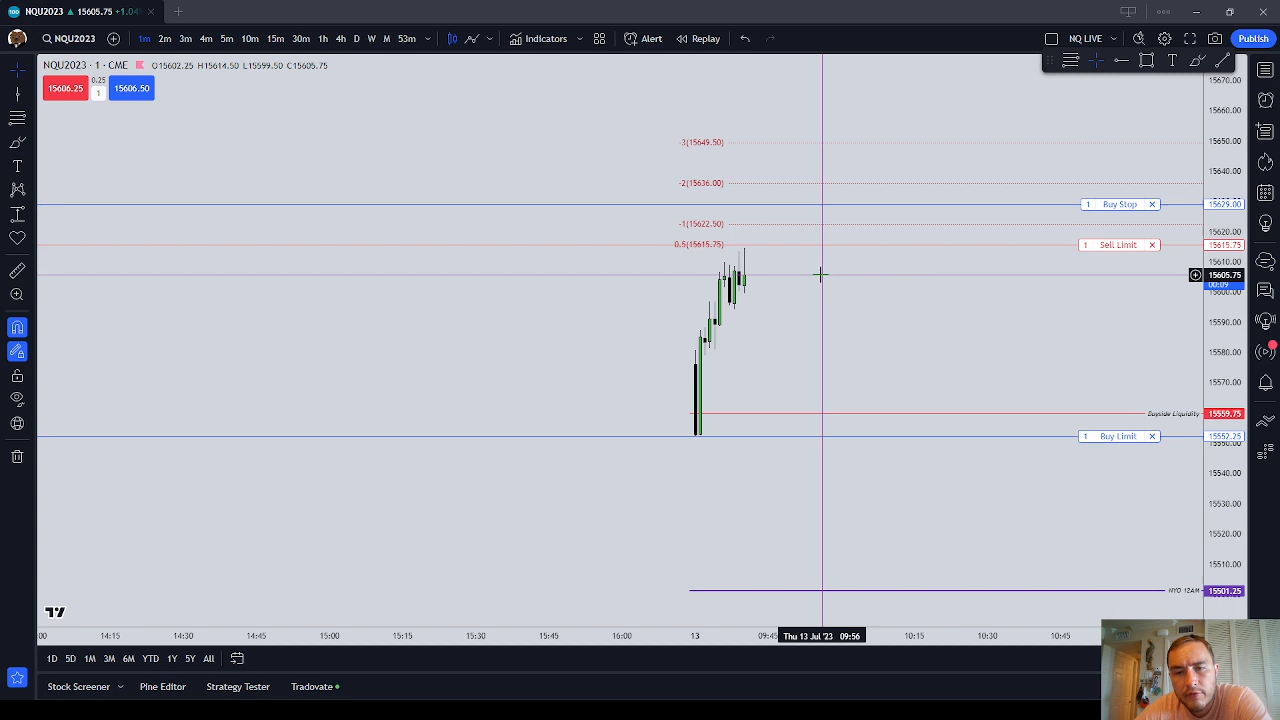 NQU2023 ▲ 15605.75 +1.04
NQU2023 1m 2m 3m 4m 5m 10m 15m 30m 1h 4h D W M 53m Indicators Alert Replay NQ LIVE Publish
NQU2023 · 1 · CME O15602.25 H15614.50 L15599.50 C15605.75
15606.25 0.25 1 15606.50
15670.00
15660.00
-3(15649.50) 15650.00
15640.00
-2(15636.00)
1 Buy Stop 15629.00
-1(15622.50) 15620.00
0.5(15615.75) 1 Sell Limit 15615.75
15610.00
15605.75
00:09
15600.00
15590.00
15580.00
15570.00
Buyside Liquidity 15559.75
1 Buy Limit 15552.25
15550.00
15540.00
15530.00
15520.00
15510.00
NYO 12AM 15501.25
:00 14:15 14:30 14:45 15:00 15:15 15:30 15:45 16:00 13 09:45 Thu 13 Jul '23 09:56 10:15 10:30 10:45
1D 5D 1M 3M 6M YTD 1Y 5Y All
Stock Screener Pine Editor Strategy Tester Tradovate